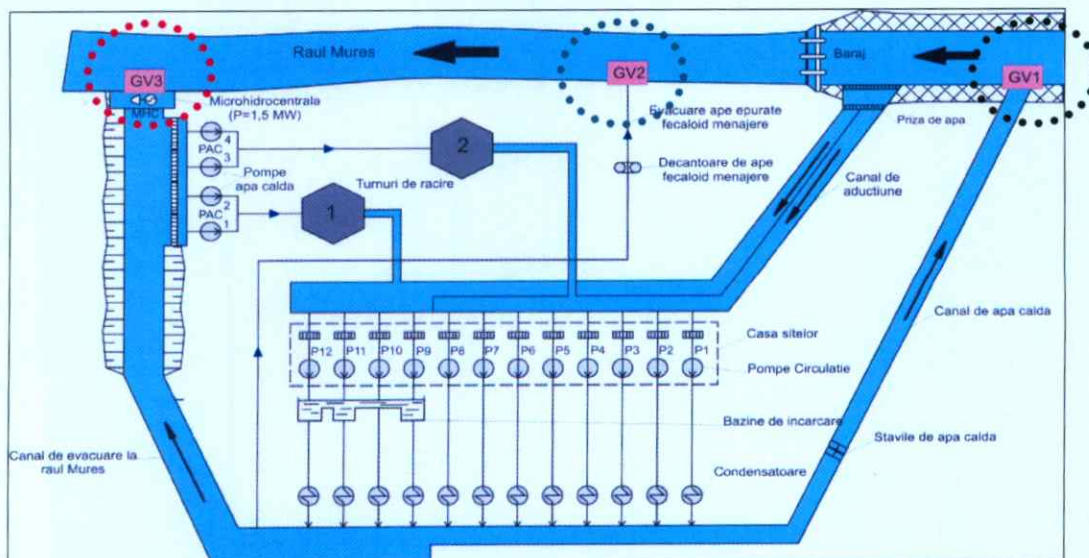 Raul Mures
Baraj
GV3
GV2
GV1
Microhidrocentrala
(P=1,5 MW)
MHC
Evacuare ape epurate
fecaloid menajere
Priza de apa
4
PAC
3
Pompe
apa calda
2
PAC
1
2
Turnuri de racire
1
Decantoare de ape
fecaloid menajere
Canal de
aductiune
Canal de apa calda
Casa sitelor
P12
P11
P10
P9
P8
P7
P6
P5
P4
P3
P2
P1
Pompe Circulatie
Bazine de incarcare
Stavile de apa calda
Canal de evacuare la
raul Mures
Condensatoare